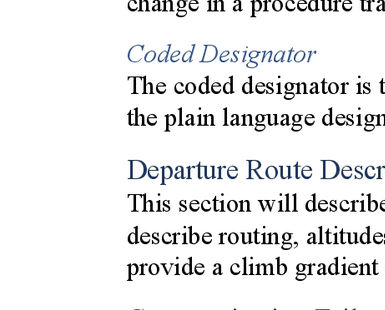 change in a procedure tra
Coded Designator
The coded designator is t
the plain language design
Departure Route Descr
This section will describe
describe routing, altitudes
provide a climb gradient